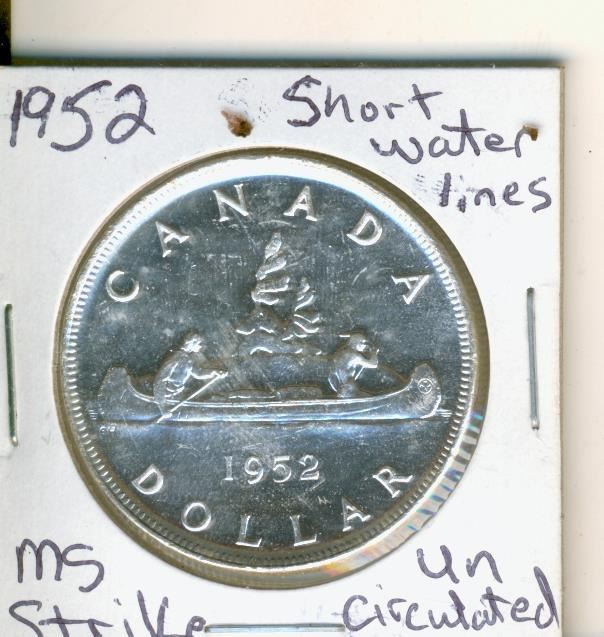 1952
Short
water
lines
CANADA
1952
DOLLAR
MS
Strike
un
circulated